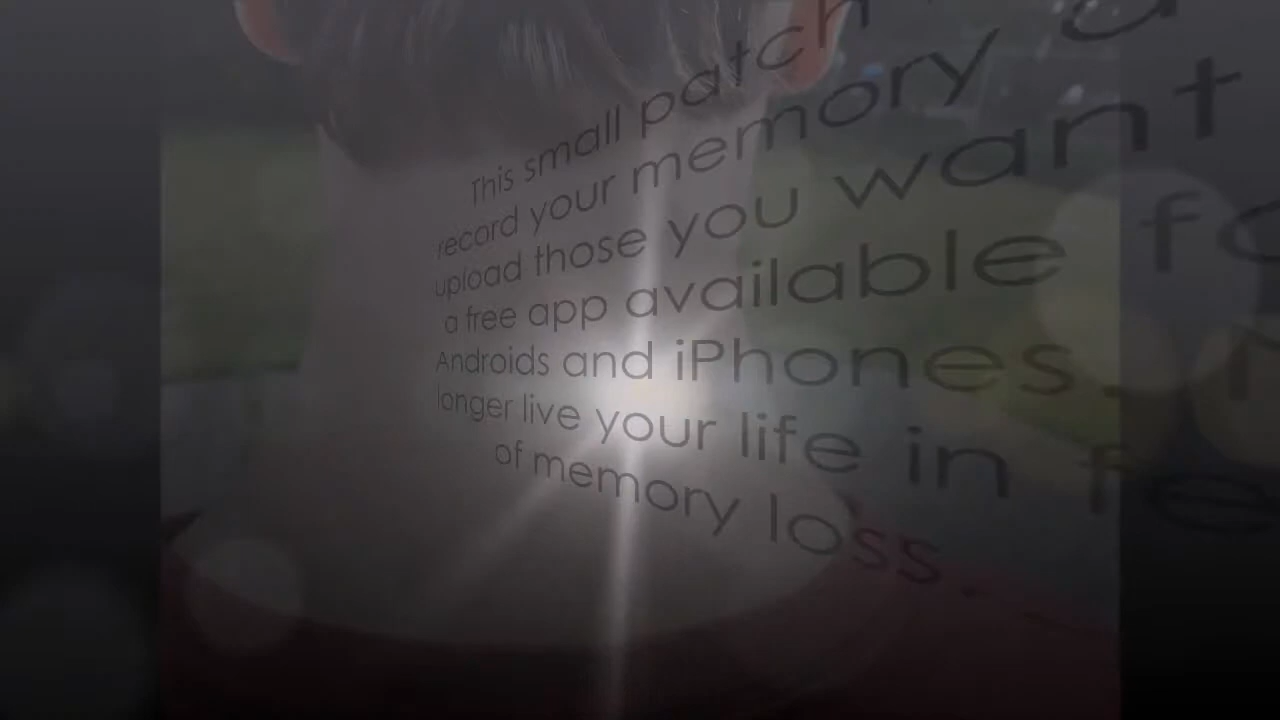 This small patch
record your memory
upload those you want
a free app available
Androids and iPhones.
longer live your life in
of memory loss.